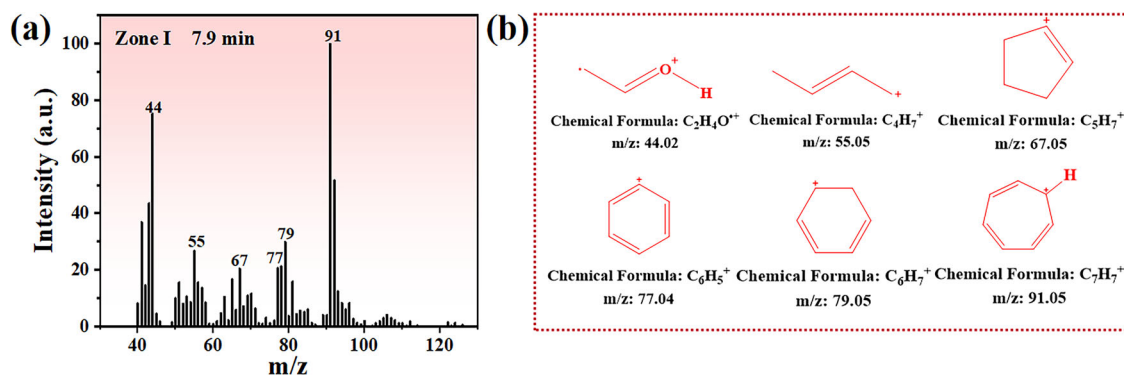 (a)
Zone I 7.9 min
Intensity (a.u.)
100
80
60
40
20
0
44
55
67
77
79
91
40 60 80 100 120
m/z
(b)
O+
H
Chemical Formula: C₂H₄O•⁺
m/z: 44.02
+
Chemical Formula: C₄H₇⁺
m/z: 55.05
+
Chemical Formula: C₅H₇⁺
m/z: 67.05
+
Chemical Formula: C₆H₅⁺
m/z: 77.04
+
Chemical Formula: C₆H₇⁺
m/z: 79.05
H
+
Chemical Formula: C₇H₇⁺
m/z: 91.05